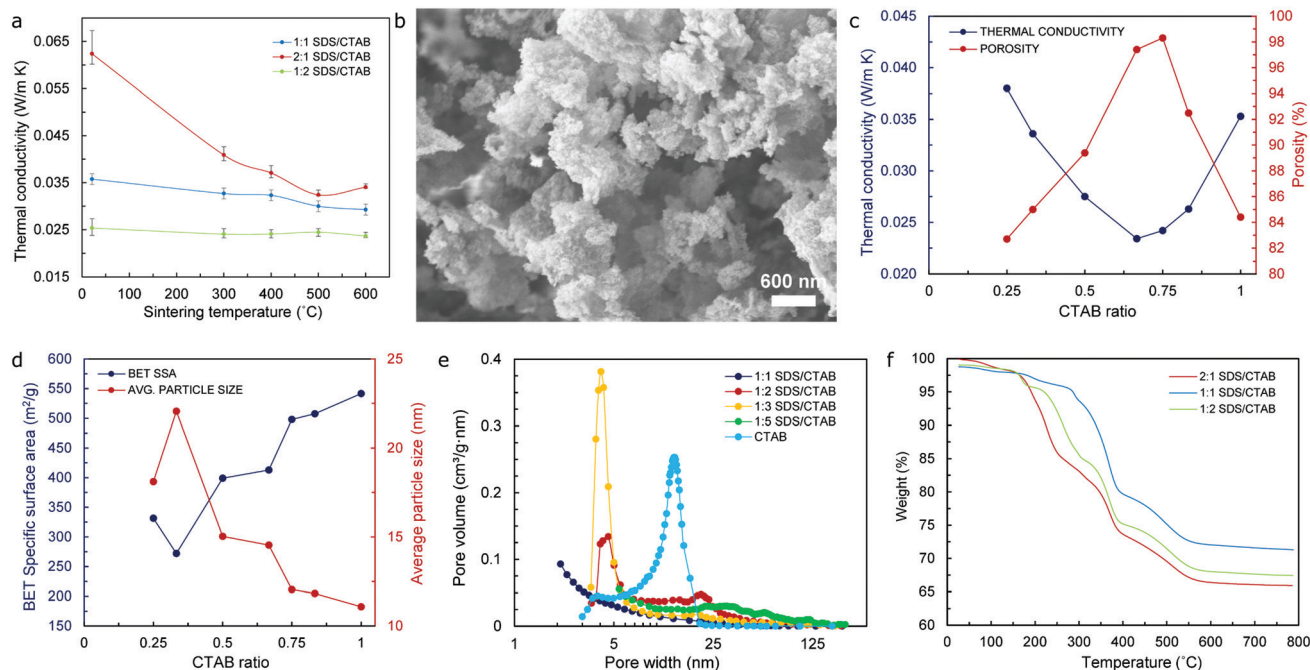 a
Thermal conductivity (W/m K)
0.065
0.055
0.045
0.035
0.025
0.015
0 100 200 300 400 500 600
Sintering temperature (˚C)
1:1 SDS/CTAB
2:1 SDS/CTAB
1:2 SDS/CTAB
b
600 nm
c
Thermal conductivity (W/m K)
0.045
0.040
0.035
0.030
0.025
0.020
0 0.25 0.5 0.75 1
CTAB ratio
THERMAL CONDUCTIVITY
POROSITY
100
98
96
94
92
90
88
86
84
82
80
Porosity (%)
d
BET Specific surface area (m²/g)
600
550
500
450
400
350
300
250
200
150
0 0.25 0.5 0.75 1
CTAB ratio
BET SSA
AVG. PARTICLE SIZE
25
20
15
10
Average particle size (nm)
e
Pore volume (cm³/g·nm)
0.4
0.3
0.2
0.1
0
1 5 25 125
Pore width (nm)
1:1 SDS/CTAB
1:2 SDS/CTAB
1:3 SDS/CTAB
1:5 SDS/CTAB
CTAB
f
Weight (%)
100
95
90
85
80
75
70
65
60
0 100 200 300 400 500 600 700 800
Temperature (˚C)
2:1 SDS/CTAB
1:1 SDS/CTAB
1:2 SDS/CTAB